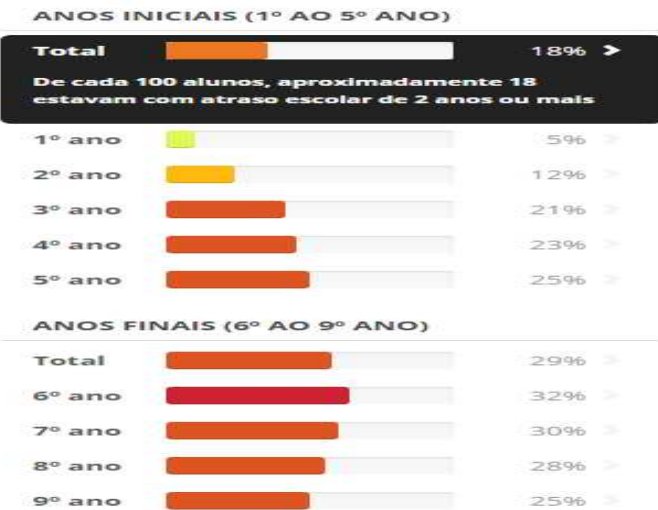 ANOS INICIAIS (1º AO 5º ANO)
Total 18%
De cada 100 alunos, aproximadamente 18
estavam com atraso escolar de 2 anos ou mais
1º ano 5%
2º ano 12%
3º ano 21%
4º ano 23%
5º ano 25%
ANOS FINAIS (6º AO 9º ANO)
Total 29%
6º ano 32%
7º ano 30%
8º ano 28%
9º ano 25%